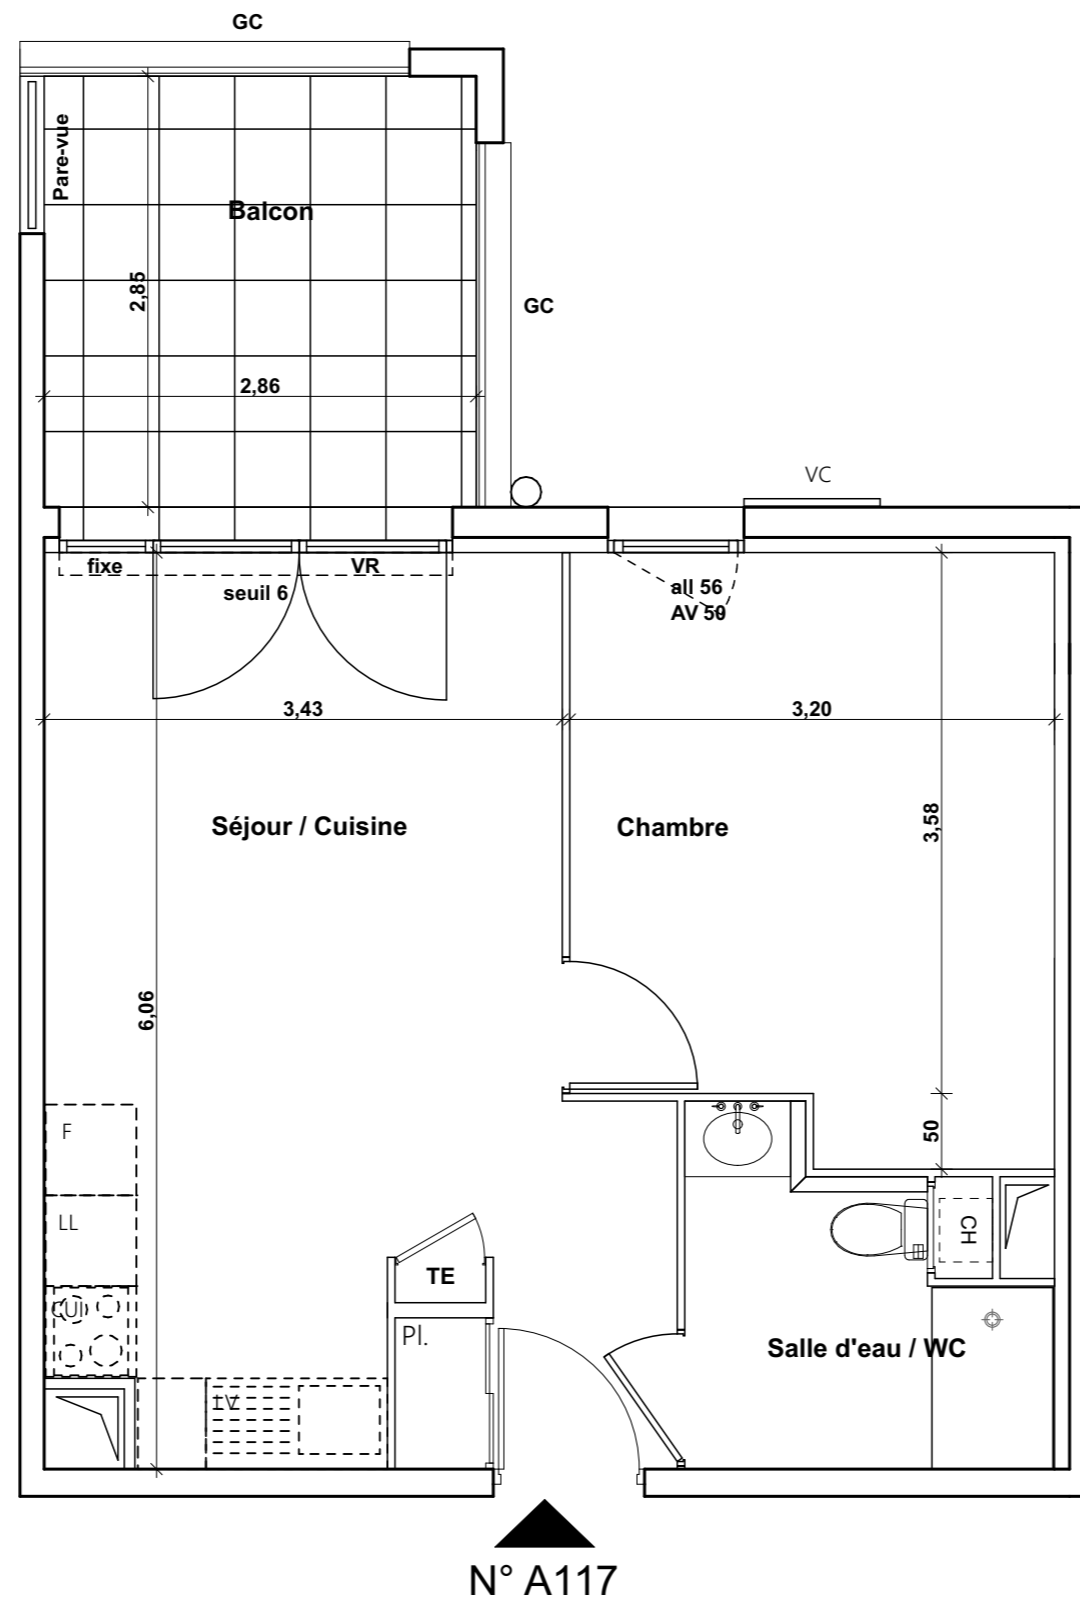 GC
Pare-vue
Balcon
2,85
GC
2,86
VC
fixe
VR
seuil 6
all 56
AV 50
3,43
3,20
Séjour / Cuisine
Chambre
3,58
6,06
50
F
LL
CH
TE
CUI
Pl.
Salle d'eau / WC
LV
N° A117